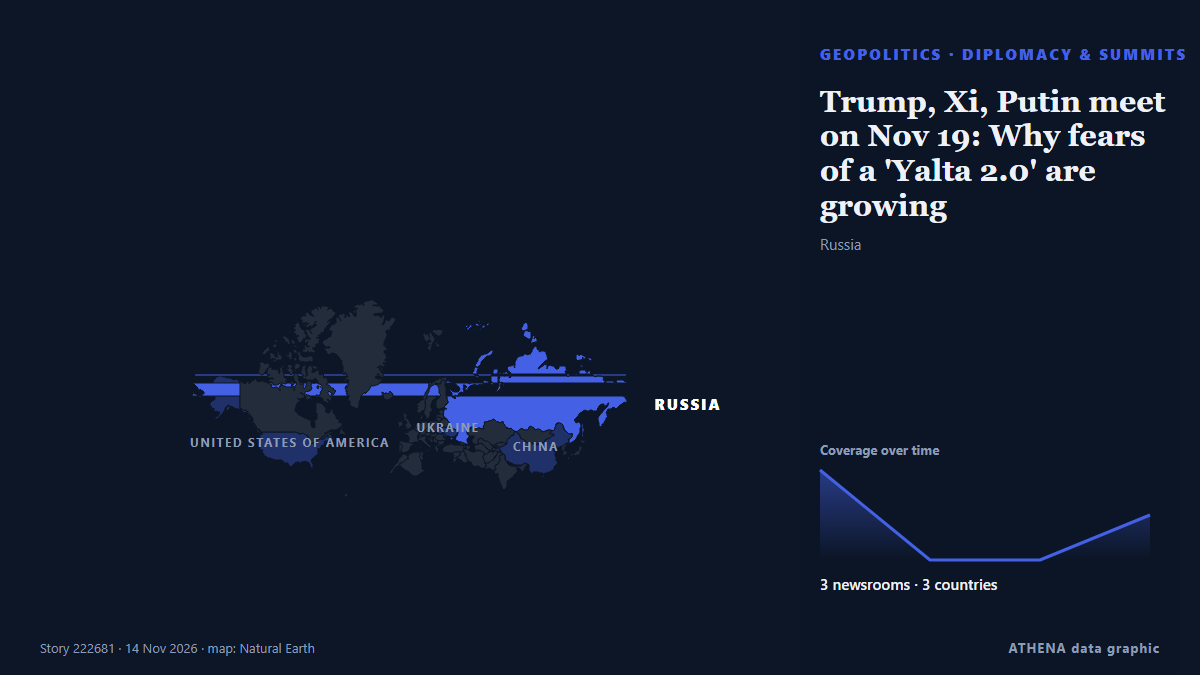 GEOPOLITICS · DIPLOMACY & SUMMITS
Trump, Xi, Putin meet
on Nov 19: Why fears
of a 'Yalta 2.0' are
growing
Russia
RUSSIA
UKRAINE
UNITED STATES OF AMERICA
CHINA
Coverage over time
3 newsrooms · 3 countries
Story 222681 · 14 Nov 2026 · map: Natural Earth
ATHENA data graphic